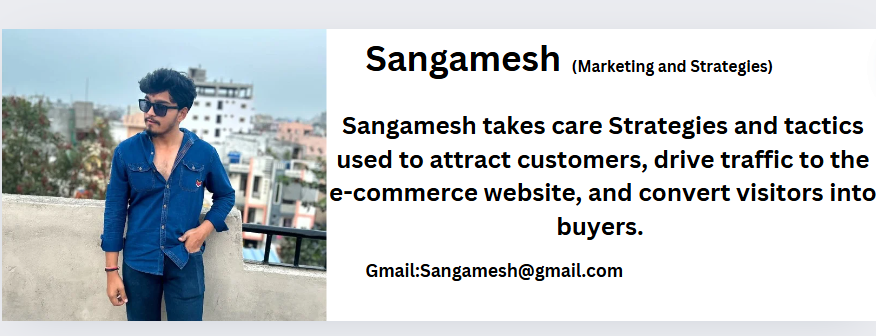 Sangamesh (Marketing and Strategies)
Sangamesh takes care Strategies and tactics
used to attract customers, drive traffic to the
e-commerce website, and convert visitors into
buyers.
Gmail:Sangamesh@gmail.com